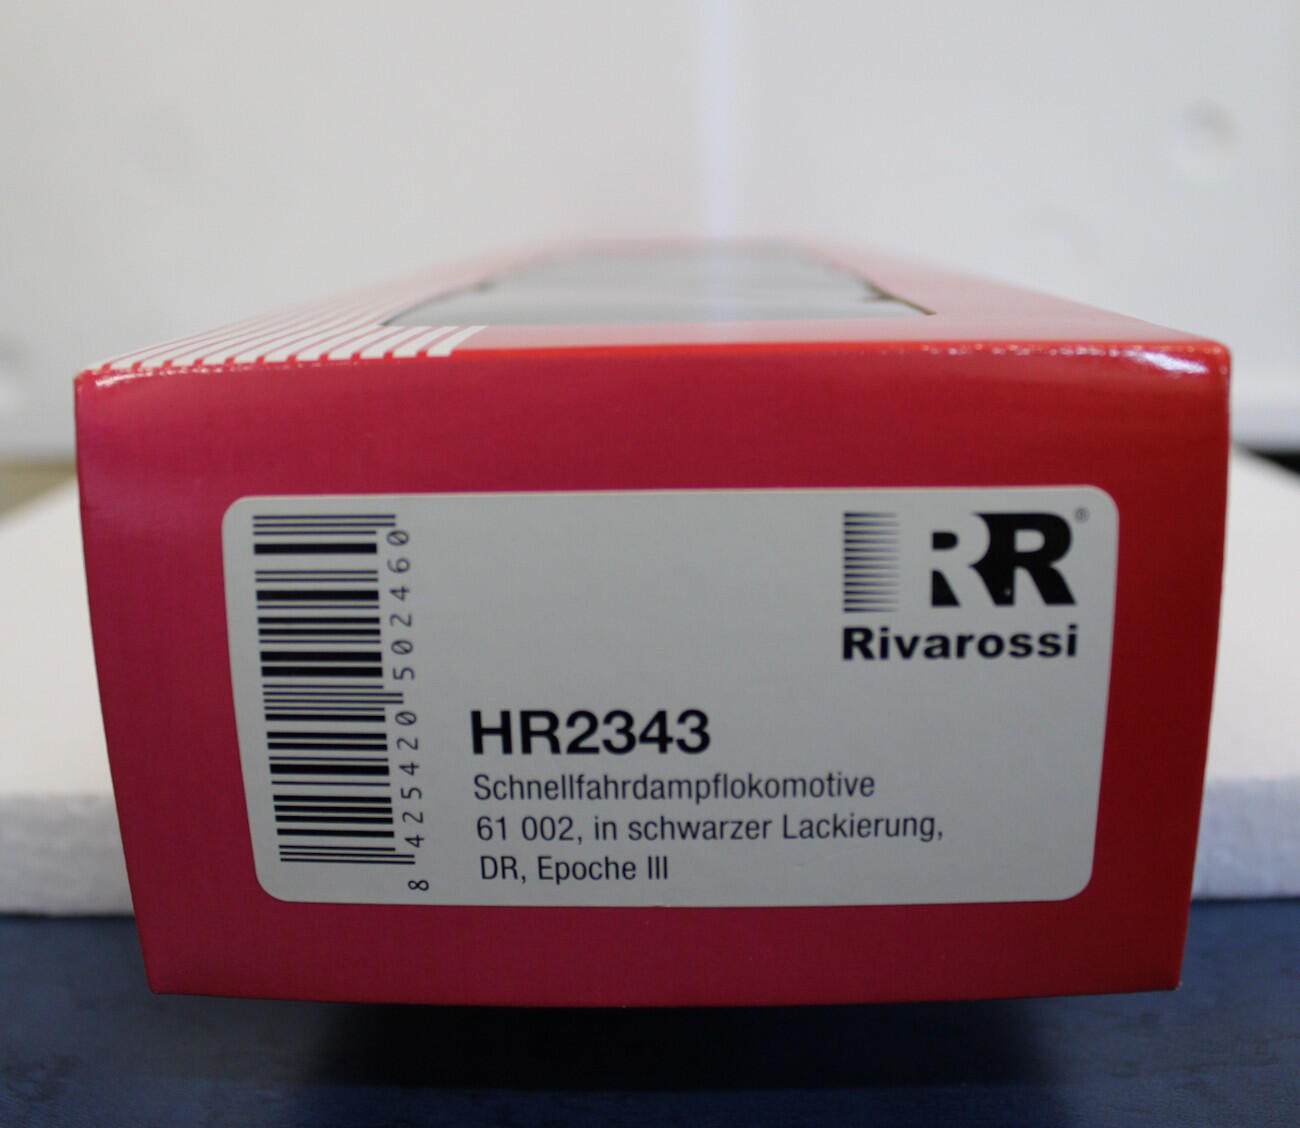 8 425420 502460
RR®
Rivarossi
HR2343
Schnellfahrdampflokomotive
61 002, in schwarzer Lackierung,
DR, Epoche III